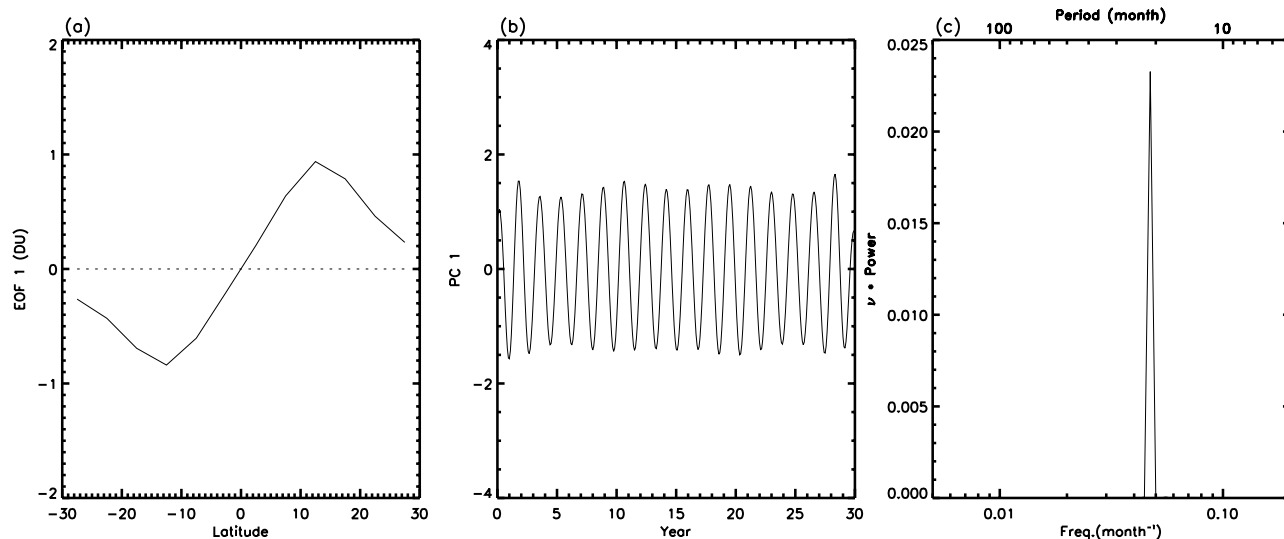 (a)
2
1
0
−1
−2
EOF 1 (DU)
−30 −20 −10 0 10 20 30
Latitude
(b)
4
2
0
−2
−4
PC 1
0 5 10 15 20 25 30
Year
Period (month)
100 10
(c)
0.025
0.020
0.015
0.010
0.005
0.000
ν • Power
0.01 0.10
Freq.(month⁻¹)